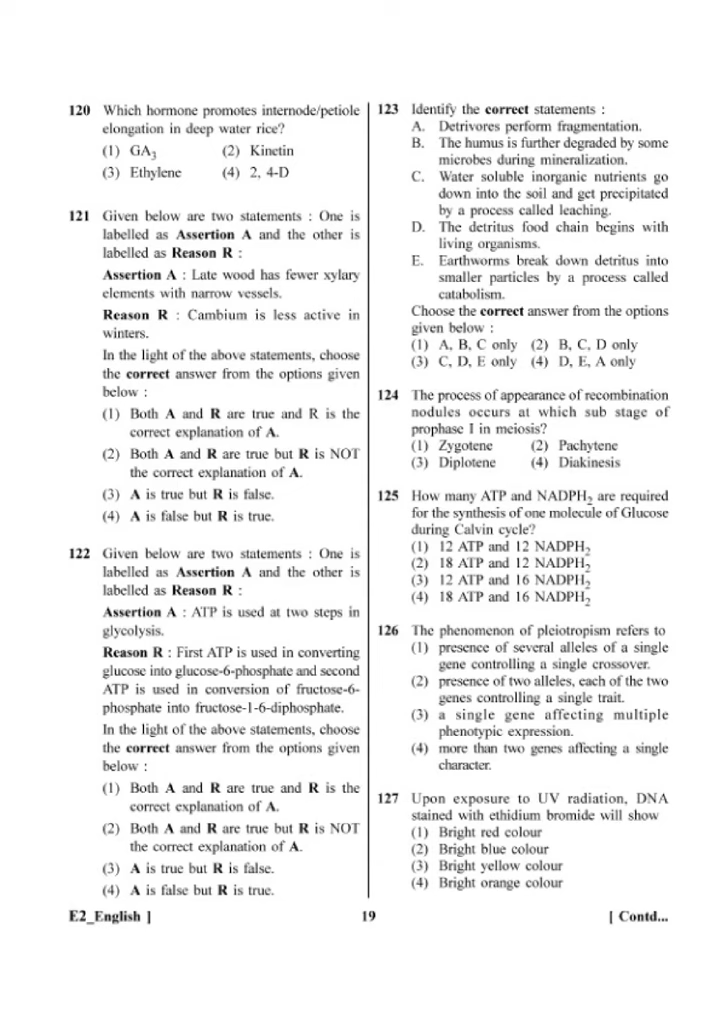 120 Which hormone promotes internode/petiole
elongation in deep water rice?
(1) GA₃ (2) Kinetin
(3) Ethylene (4) 2, 4-D
121 Given below are two statements : One is
labelled as Assertion A and the other is
labelled as Reason R :
Assertion A : Late wood has fewer xylary
elements with narrow vessels.
Reason R : Cambium is less active in
winters.
In the light of the above statements, choose
the correct answer from the options given
below :
(1) Both A and R are true and R is the
correct explanation of A.
(2) Both A and R are true but R is NOT
the correct explanation of A.
(3) A is true but R is false.
(4) A is false but R is true.
122 Given below are two statements : One is
labelled as Assertion A and the other is
labelled as Reason R :
Assertion A : ATP is used at two steps in
glycolysis.
Reason R : First ATP is used in converting
glucose into glucose-6-phosphate and second
ATP is used in conversion of fructose-6-
phosphate into fructose-1-6-diphosphate.
In the light of the above statements, choose
the correct answer from the options given
below :
(1) Both A and R are true and R is the
correct explanation of A.
(2) Both A and R are true but R is NOT
the correct explanation of A.
(3) A is true but R is false.
(4) A is false but R is true.
123 Identify the correct statements :
A. Detrivores perform fragmentation.
B. The humus is further degraded by some
microbes during mineralization.
C. Water soluble inorganic nutrients go
down into the soil and get precipitated
by a process called leaching.
D. The detritus food chain begins with
living organisms.
E. Earthworms break down detritus into
smaller particles by a process called
catabolism.
Choose the correct answer from the options
given below :
(1) A, B, C only (2) B, C, D only
(3) C, D, E only (4) D, E, A only
124 The process of appearance of recombination
nodules occurs at which sub stage of
prophase I in meiosis?
(1) Zygotene (2) Pachytene
(3) Diplotene (4) Diakinesis
125 How many ATP and NADPH₂ are required
for the synthesis of one molecule of Glucose
during Calvin cycle?
(1) 12 ATP and 12 NADPH₂
(2) 18 ATP and 12 NADPH₂
(3) 12 ATP and 16 NADPH₂
(4) 18 ATP and 16 NADPH₂
126 The phenomenon of pleiotropism refers to
(1) presence of several alleles of a single
gene controlling a single crossover.
(2) presence of two alleles, each of the two
genes controlling a single trait.
(3) a single gene affecting multiple
phenotypic expression.
(4) more than two genes affecting a single
character.
127 Upon exposure to UV radiation, DNA
stained with ethidium bromide will show
(1) Bright red colour
(2) Bright blue colour
(3) Bright yellow colour
(4) Bright orange colour
E2_English ] 19 [ Contd...